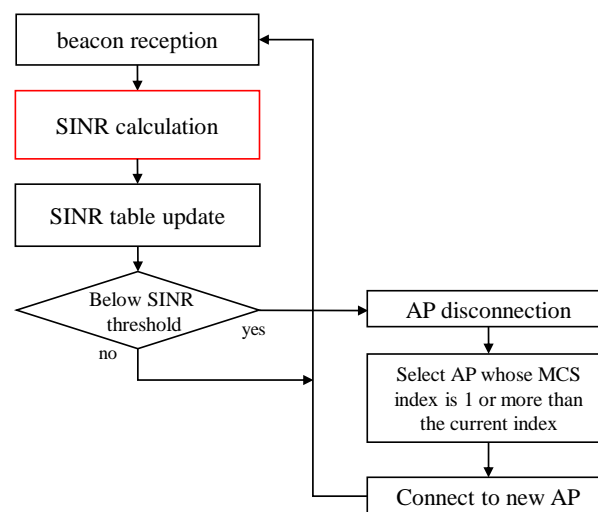 beacon reception
SINR calculation
SINR table update
Below SINR
threshold
yes
no
AP disconnection
Select AP whose MCS
index is 1 or more than
the current index
Connect to new AP